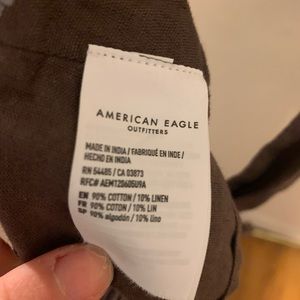 AMERICAN EAGLE
OUTFITTERS
MADE IN INDIA / FABRIQUÉ EN INDE /
HECHO EN INDIA
RN 54485 / CA 03873
RFC# AEM120605U9A
EN 90% COTTON / 10% LINEN
FR 90% COTON / 10% LIN
SP 90% algodón / 10% lino